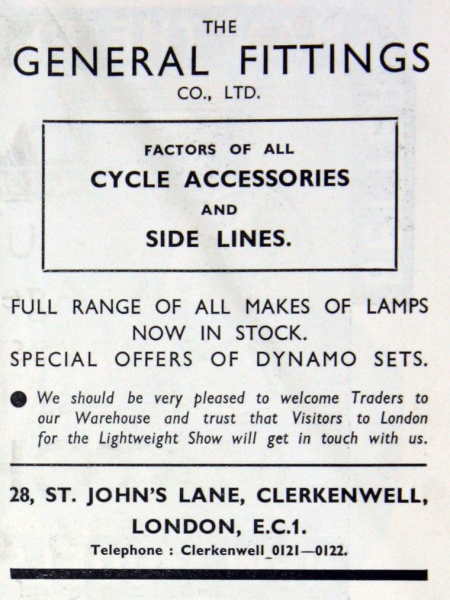 THE
GENERAL FITTINGS
CO., LTD.
FACTORS OF ALL
CYCLE ACCESSORIES
AND
SIDE LINES.
FULL RANGE OF ALL MAKES OF LAMPS
NOW IN STOCK.
SPECIAL OFFERS OF DYNAMO SETS.
● We should be very pleased to welcome Traders to
our Warehouse and trust that Visitors to London
for the Lightweight Show will get in touch with us.
28, ST. JOHN'S LANE, CLERKENWELL,
LONDON, E.C.1.
Telephone : Clerkenwell 0121—0122.